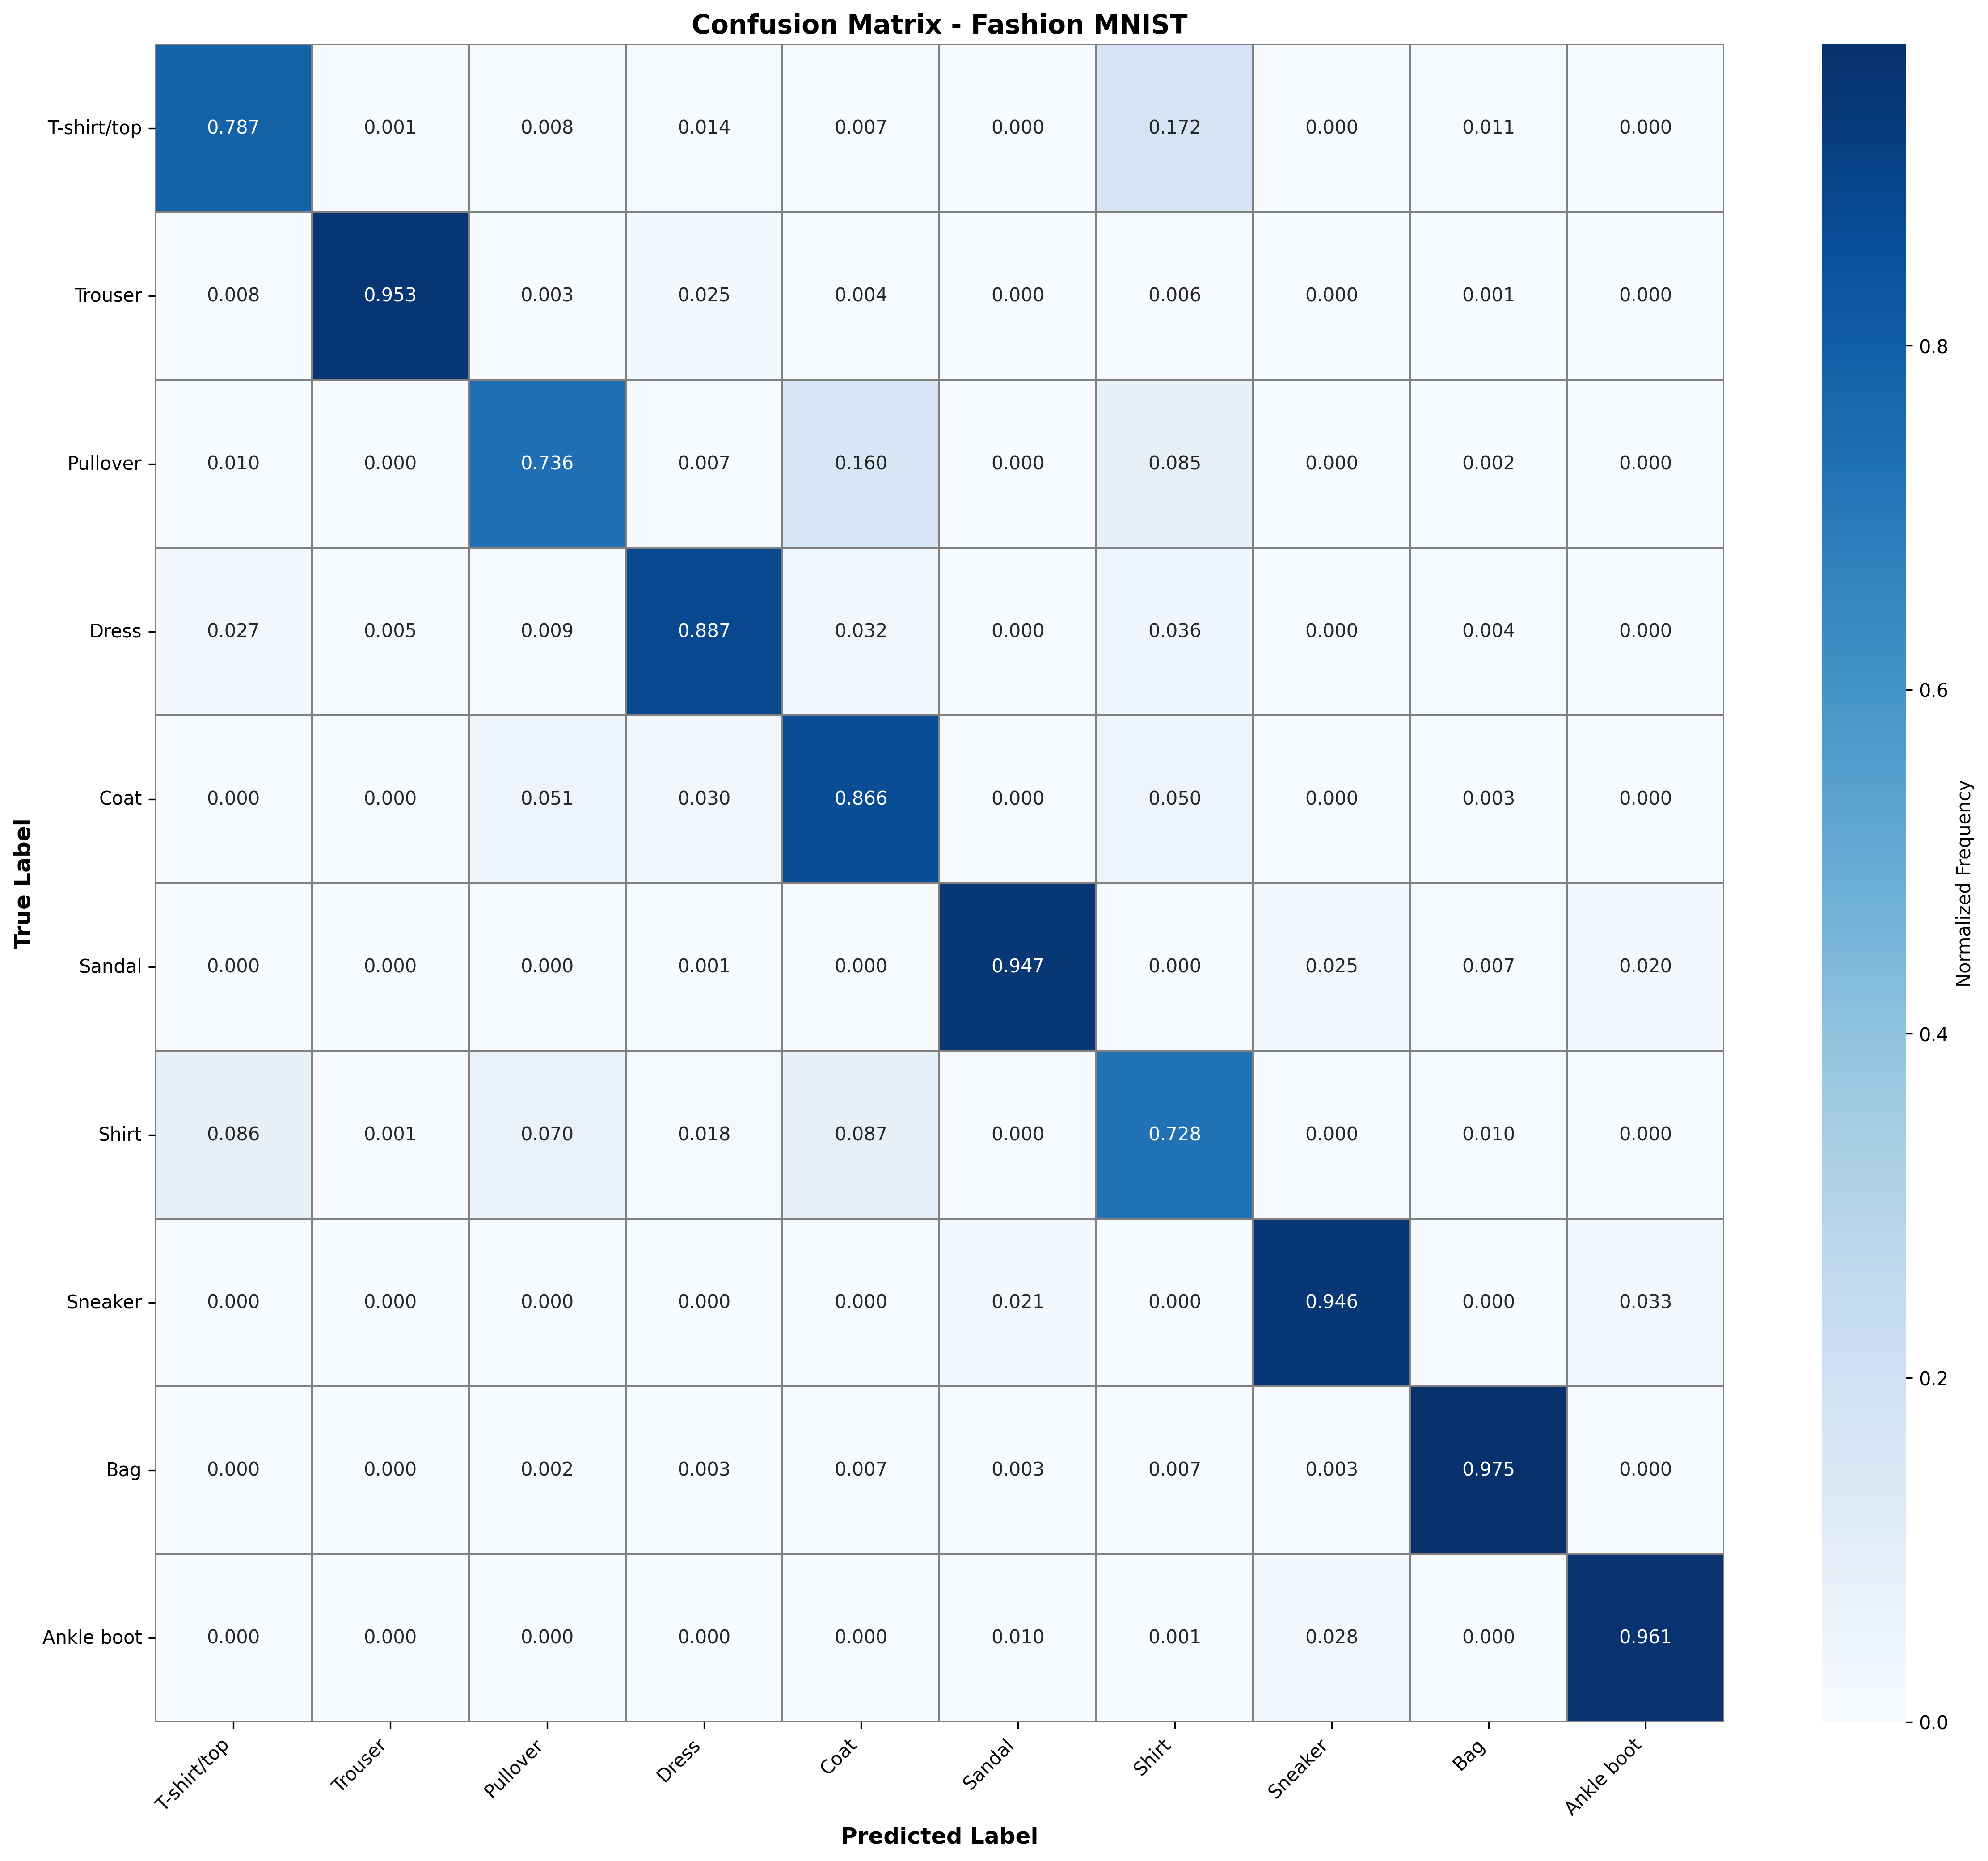 Confusion Matrix - Fashion MNIST
T-shirt/top 0.787 0.001 0.008 0.014 0.007 0.000 0.172 0.000 0.011 0.000
Trouser 0.008 0.953 0.003 0.025 0.004 0.000 0.006 0.000 0.001 0.000
Pullover 0.010 0.000 0.736 0.007 0.160 0.000 0.085 0.000 0.002 0.000
Dress 0.027 0.005 0.009 0.887 0.032 0.000 0.036 0.000 0.004 0.000
Coat 0.000 0.000 0.051 0.030 0.866 0.000 0.050 0.000 0.003 0.000
Sandal 0.000 0.000 0.000 0.001 0.000 0.947 0.000 0.025 0.007 0.020
Shirt 0.086 0.001 0.070 0.018 0.087 0.000 0.728 0.000 0.010 0.000
Sneaker 0.000 0.000 0.000 0.000 0.000 0.021 0.000 0.946 0.000 0.033
Bag 0.000 0.000 0.002 0.003 0.007 0.003 0.007 0.003 0.975 0.000
Ankle boot 0.000 0.000 0.000 0.000 0.000 0.010 0.001 0.028 0.000 0.961
T-shirt/top Trouser Pullover Dress Coat Sandal Shirt Sneaker Bag Ankle boot
Predicted Label
True Label
0.8
0.6
0.4
0.2
0.0
Normalized Frequency